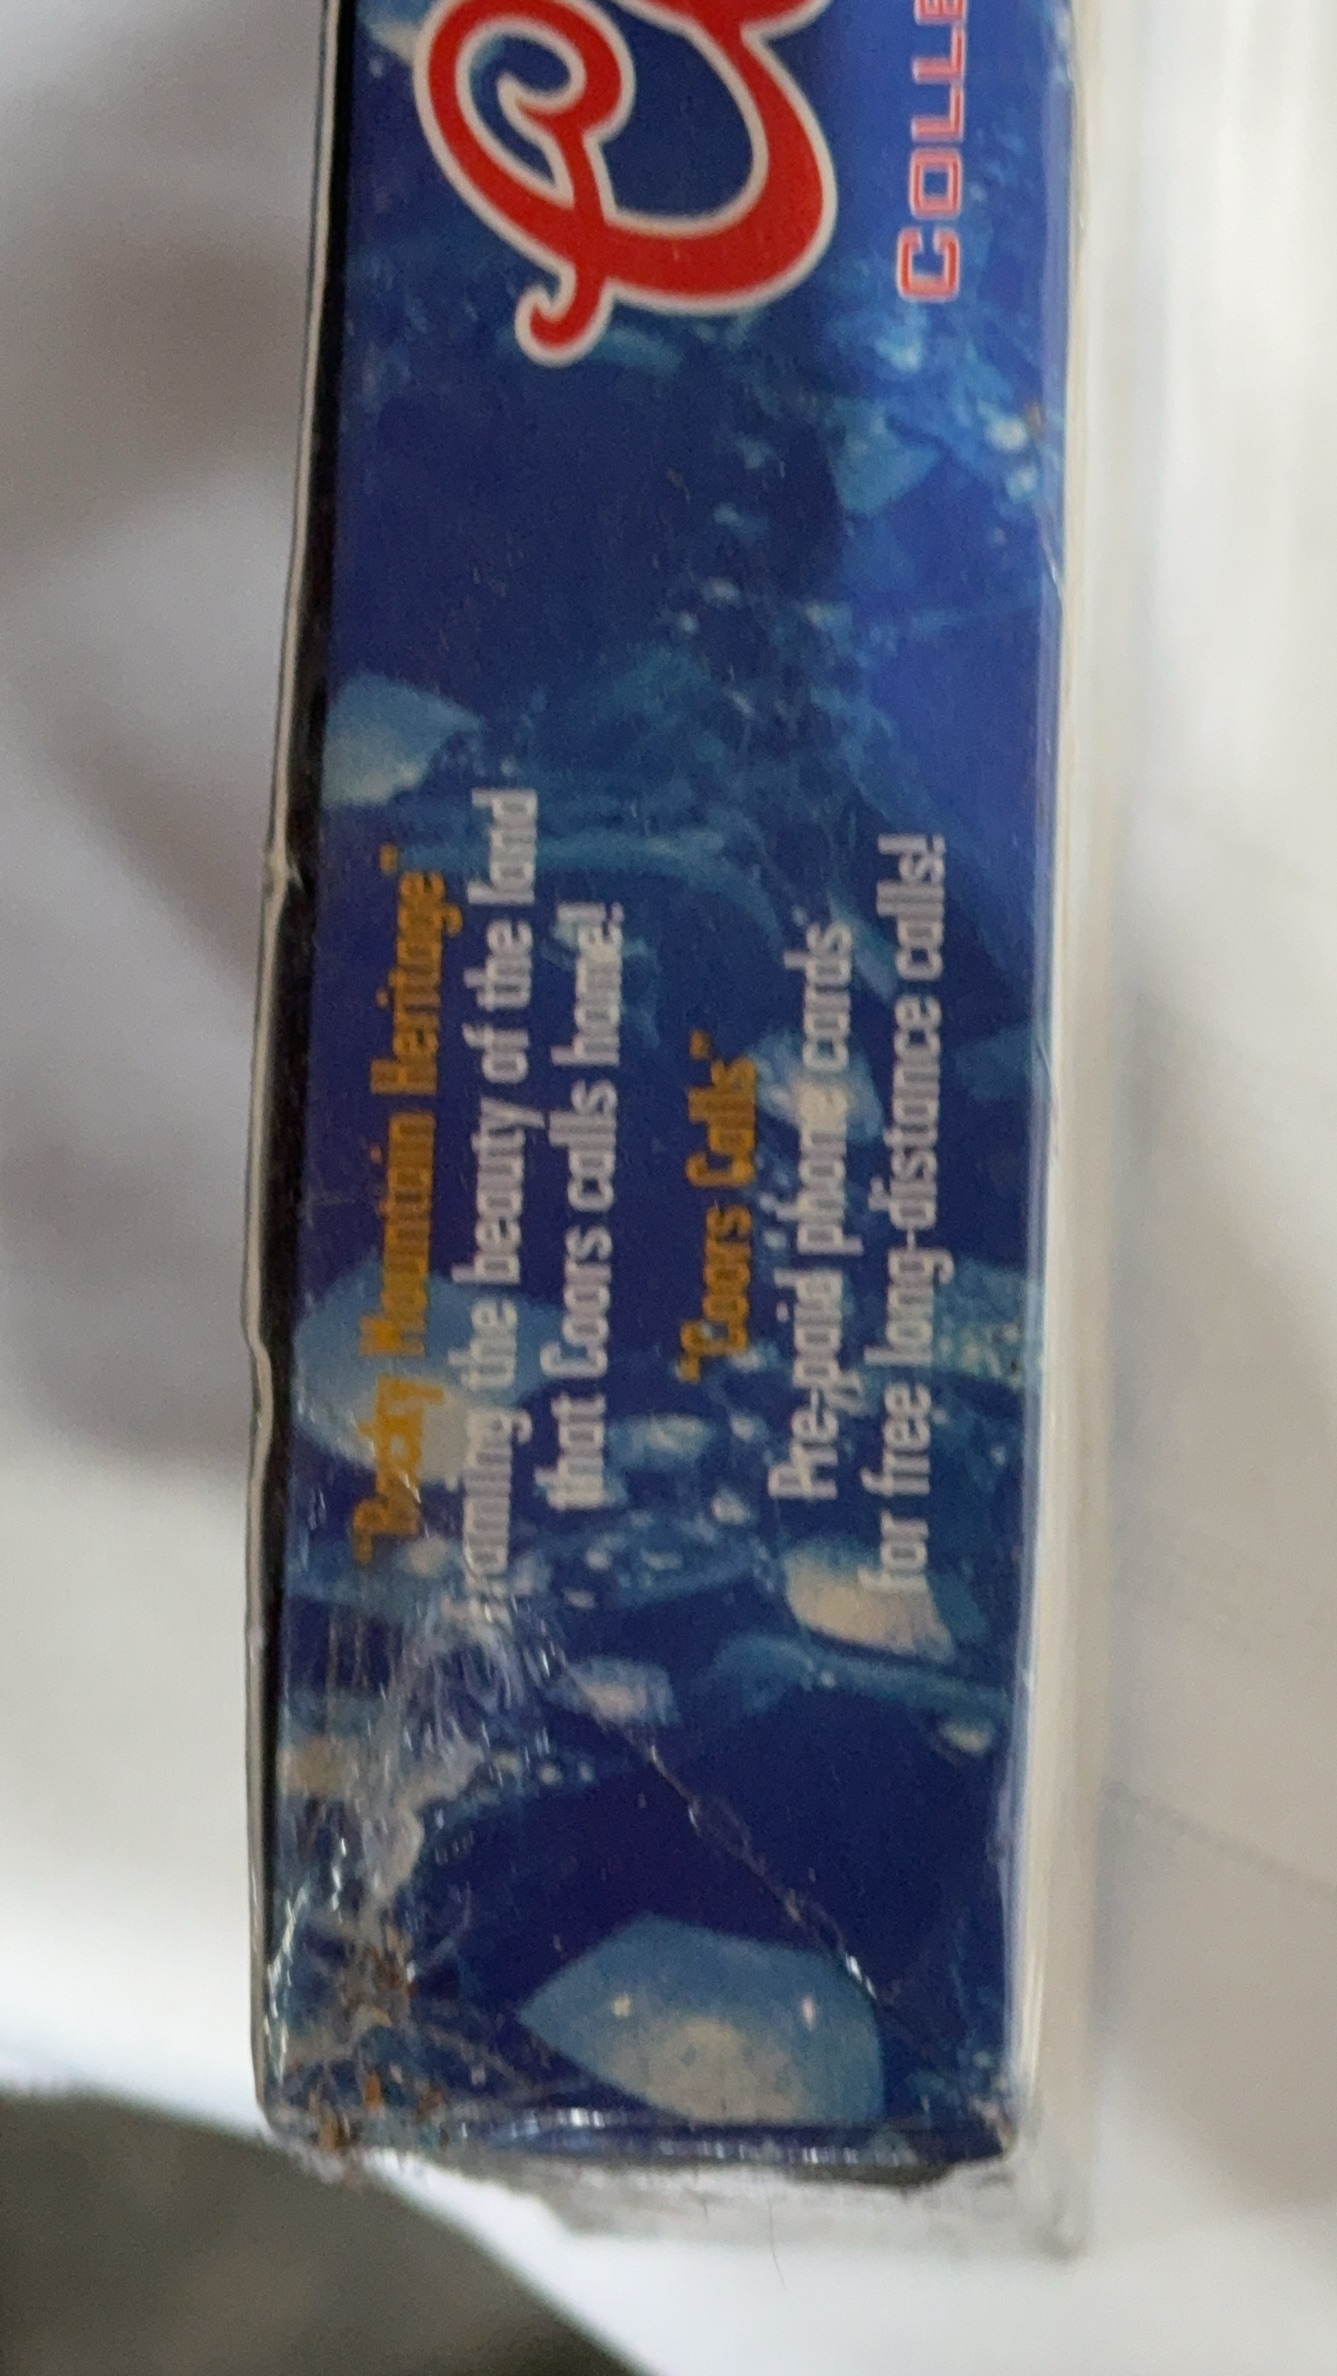 COLLE
"Rocky Mountain Heritage"
Framing the beauty of the land
that Coors calls home!
"Coors Calls"
Pre-paid phone cards
for free long-distance calls!